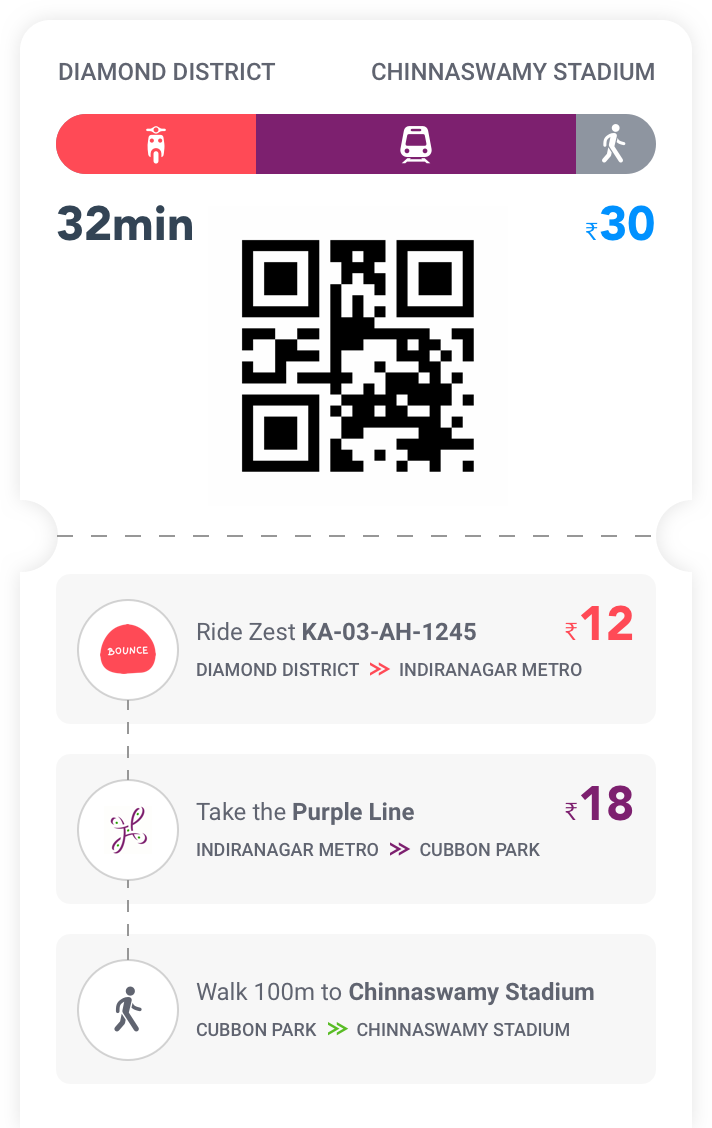 DIAMOND DISTRICT CHINNASWAMY STADIUM
32min ₹30
Ride Zest KA-03-AH-1245 ₹12
BOUNCE
DIAMOND DISTRICT >> INDIRANAGAR METRO
Take the Purple Line ₹18
INDIRANAGAR METRO >> CUBBON PARK
Walk 100m to Chinnaswamy Stadium
CUBBON PARK >> CHINNASWAMY STADIUM